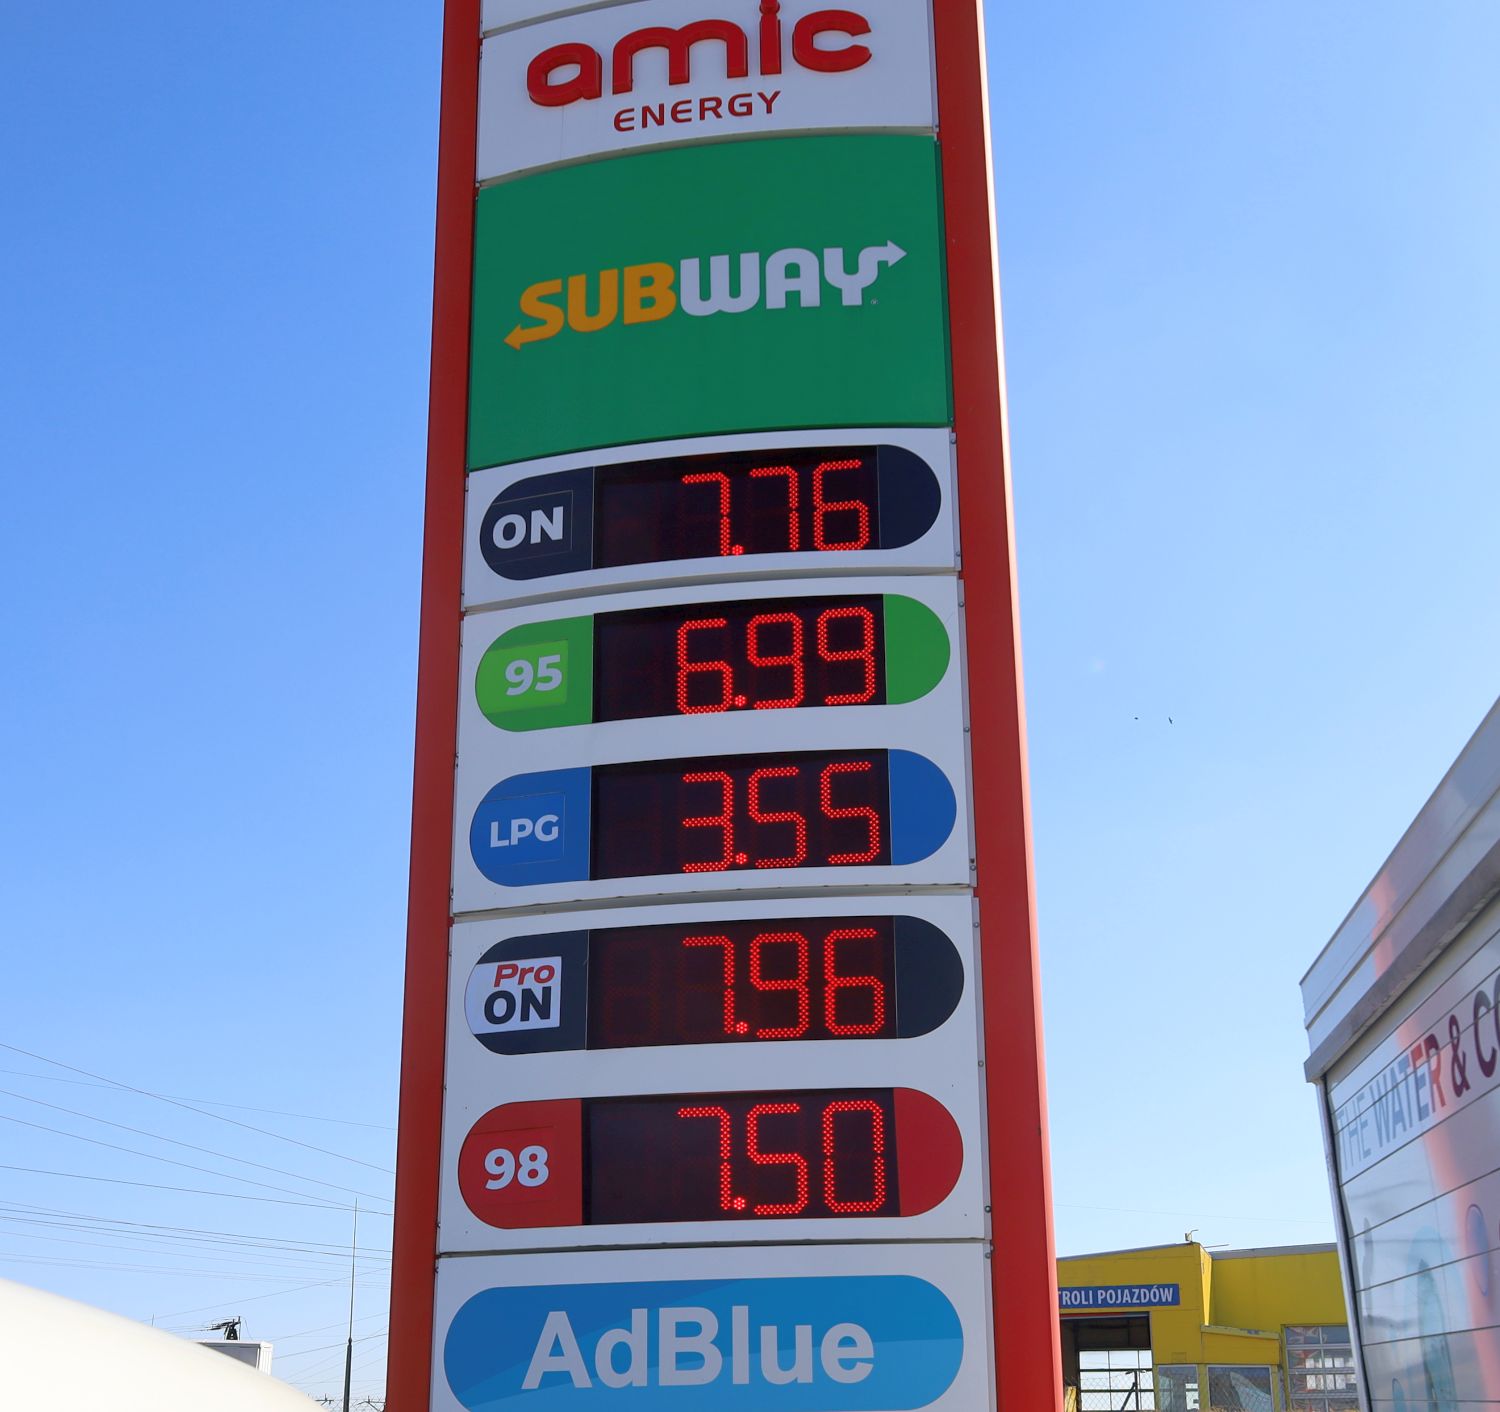 amic
ENERGY
SUBWAY
ON 7.76
95 6.99
LPG 3.55
Pro
ON 7.96
98 7.50
AdBlue
TROLI POJAZDÓW
THE WATER & CO